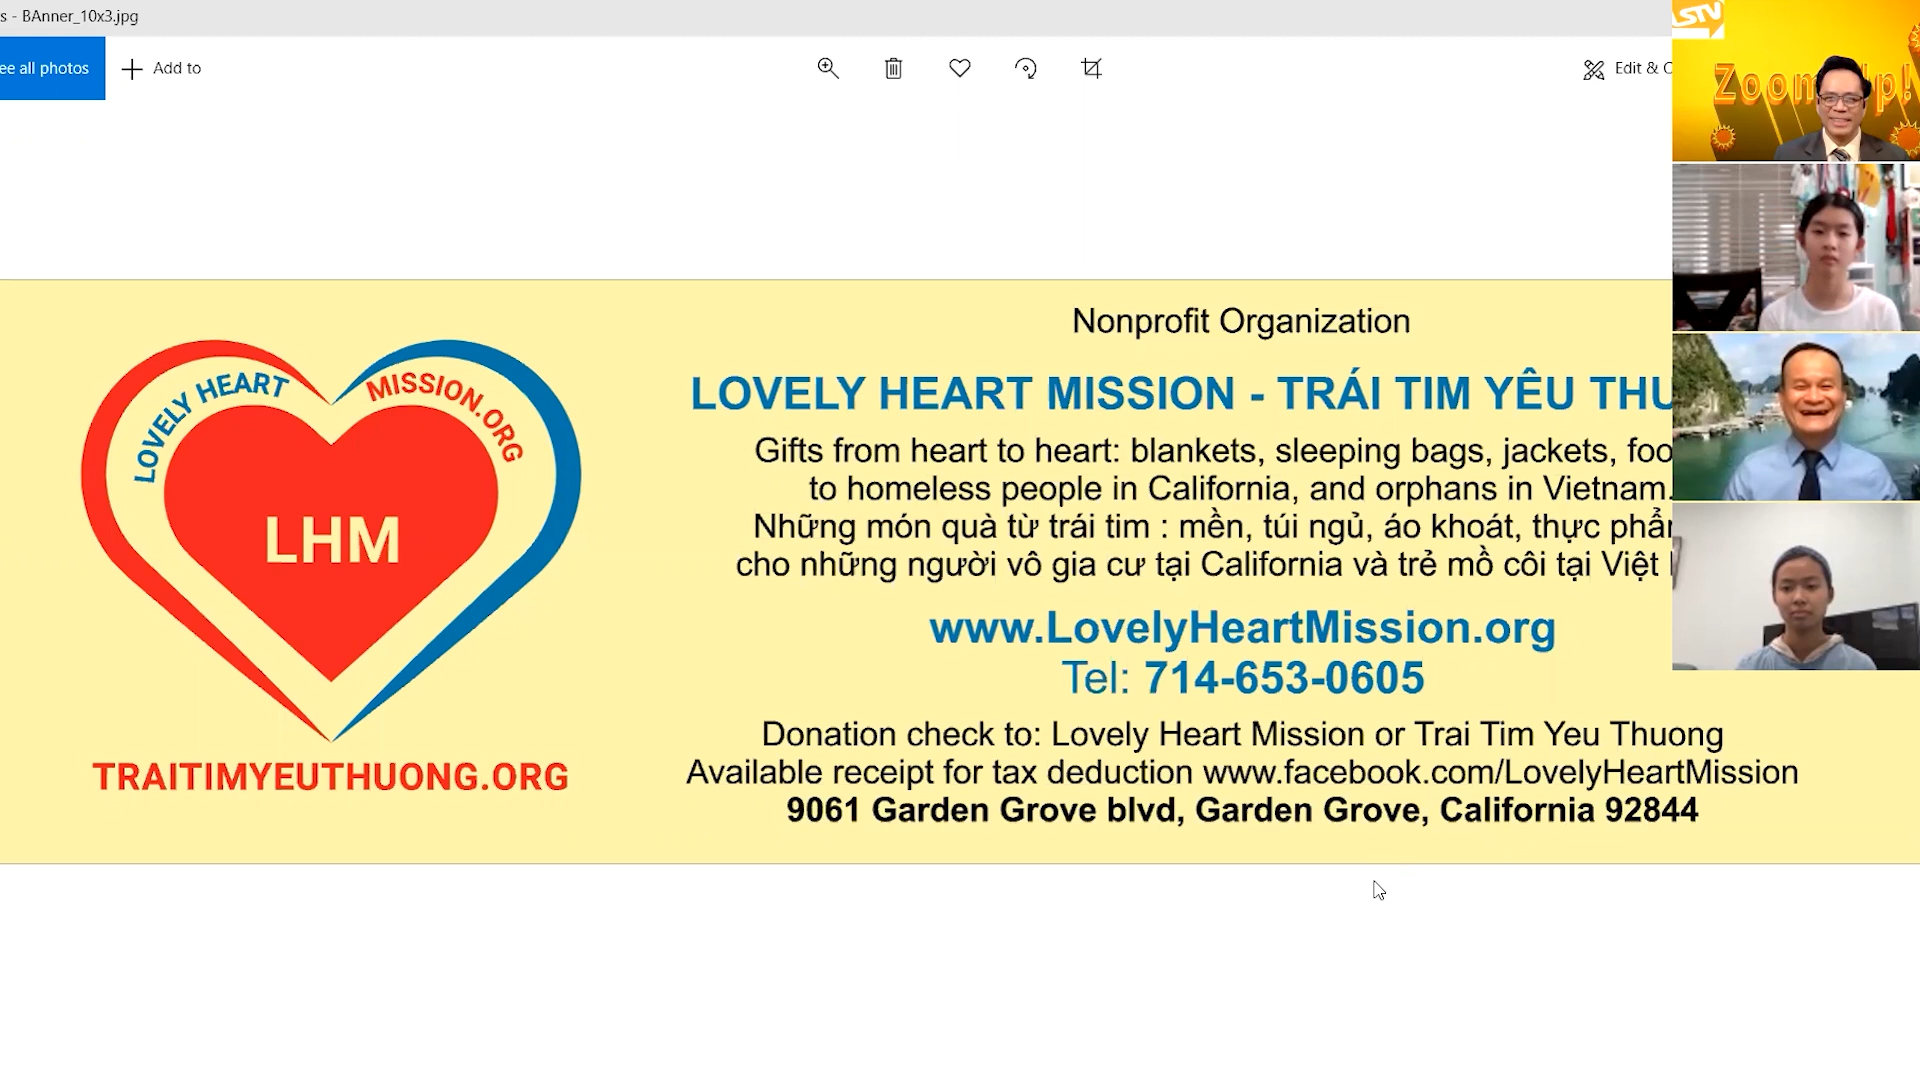 s - BAnner_10x3.jpg
ee all photos
Add to
Edit & C
STV
Zoom Up!
LOVELY HEART MISSION.ORG
LHM
TRAITIMYEUTHUONG.ORG
Nonprofit Organization
LOVELY HEART MISSION - TRÁI TIM YÊU THU
Gifts from heart to heart: blankets, sleeping bags, jackets, foo
to homeless people in California, and orphans in Vietnam.
Những món quà từ trái tim : mền, túi ngủ, áo khoát, thực phẩ
cho những người vô gia cư tại California và trẻ mồ côi tại Việt
www.LovelyHeartMission.org
Tel: 714-653-0605
Donation check to: Lovely Heart Mission or Trai Tim Yeu Thuong
Available receipt for tax deduction www.facebook.com/LovelyHeartMission
9061 Garden Grove blvd, Garden Grove, California 92844